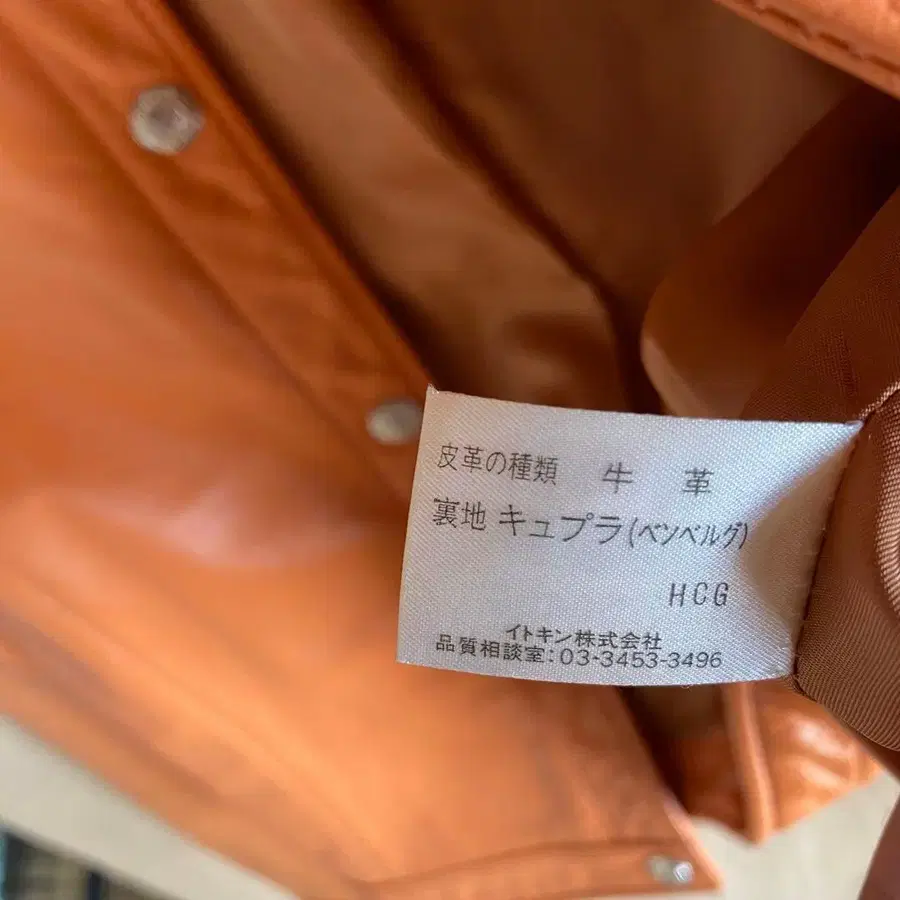 皮革の種類 牛 革
裏地 キュプラ(ベンベルグ)
HCG
イトキン株式会社
品質相談室:03-3453-3496